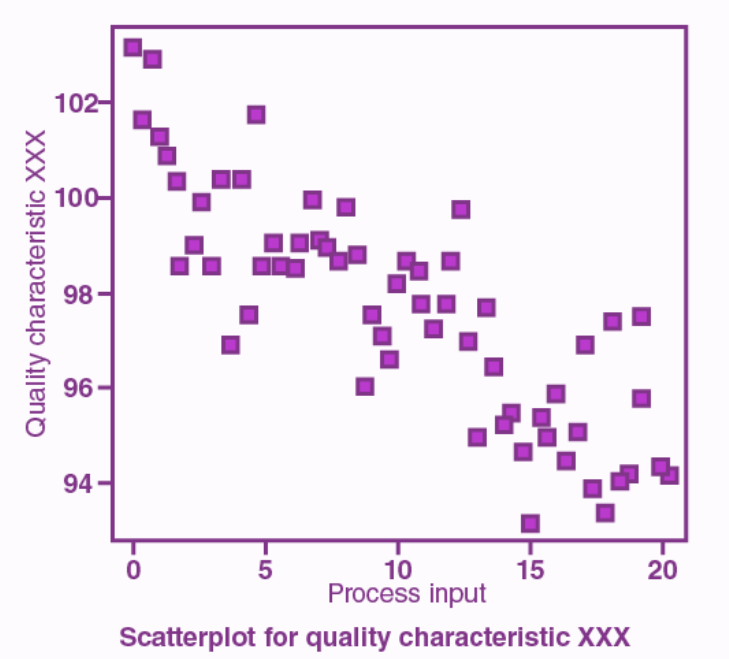 Quality characteristic XXX
102
100
98
96
94
0 5 10 15 20
Process input
Scatterplot for quality characteristic XXX